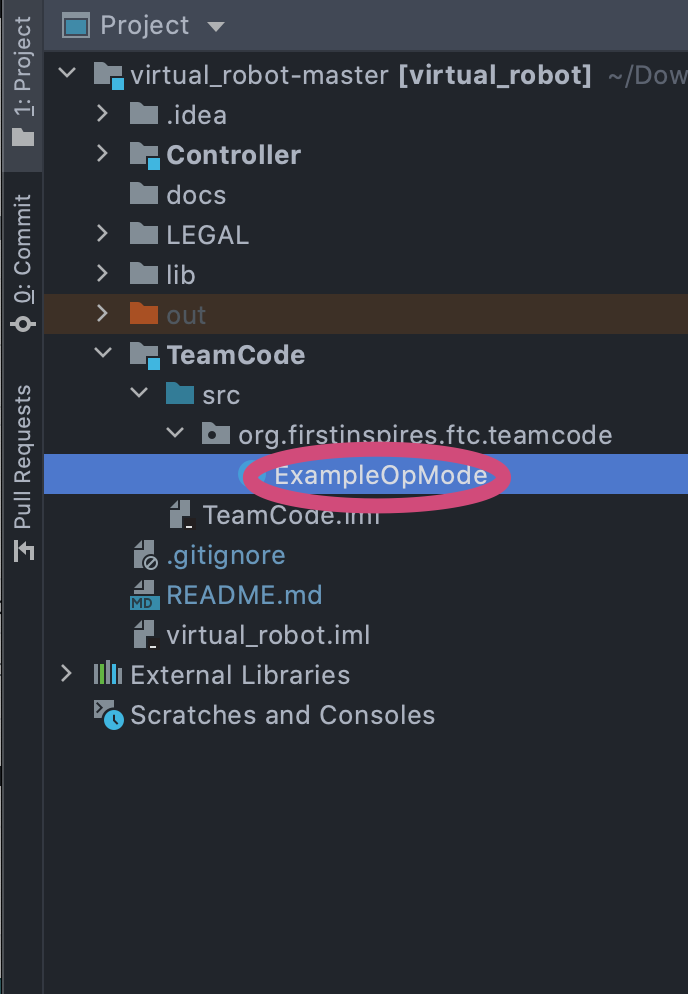 1: Project
0: Commit
Pull Requests
Project
virtual_robot-master [virtual_robot] ~/Dow
.idea
Controller
docs
LEGAL
lib
out
TeamCode
src
org.firstinspires.ftc.teamcode
ExampleOpMode
TeamCode.iml
.gitignore
MD README.md
virtual_robot.iml
External Libraries
Scratches and Consoles